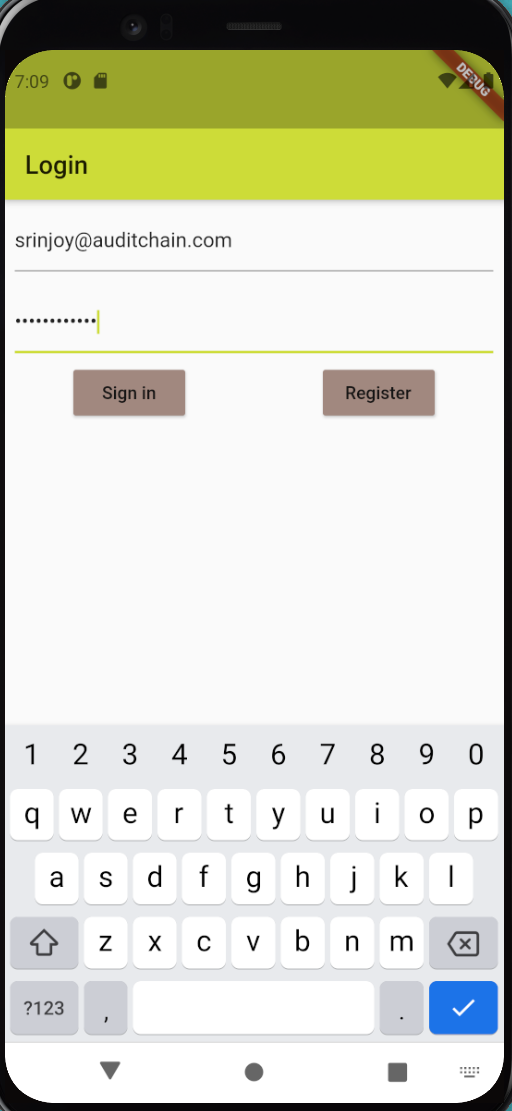 7:09
DEBUG
Login
srinjoy@auditchain.com
••••••••••••
Sign in Register
1 2 3 4 5 6 7 8 9 0
q w e r t y u i o p
a s d f g h j k l
z x c v b n m
?123 , .